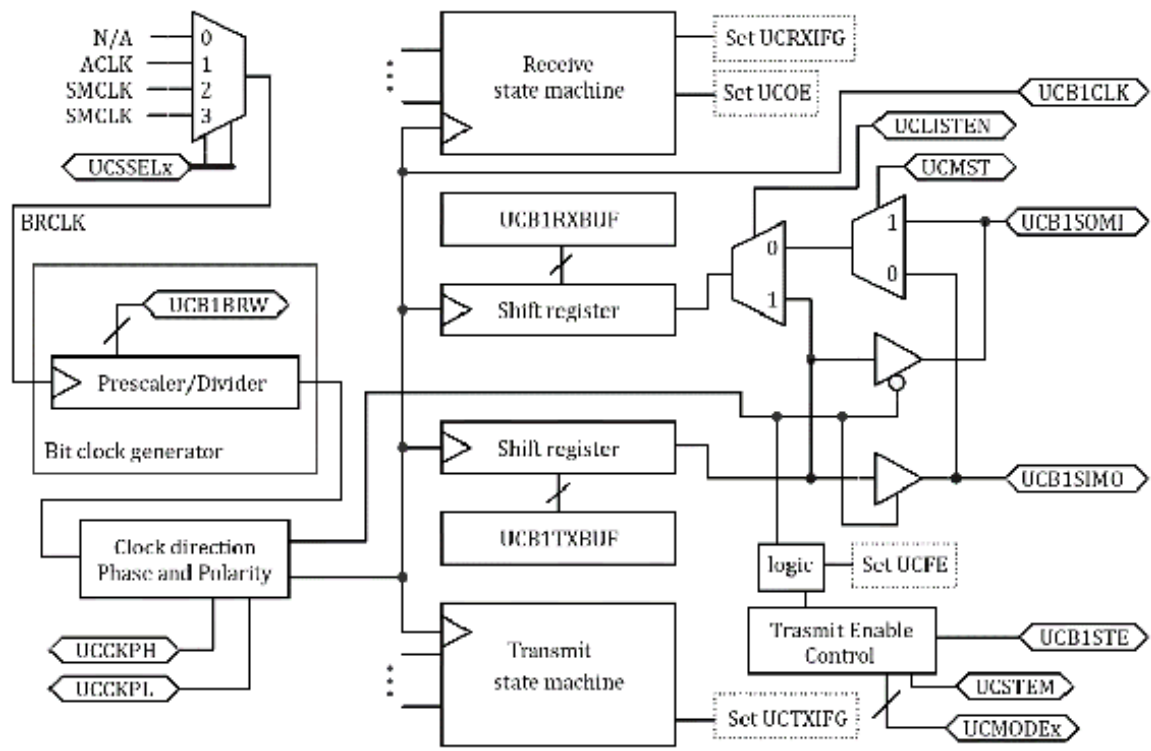 N/A
0
ACLK
1
SMCLK
2
SMCLK
3
UCSSELx
BRCLK
UCB1BRW
Prescaler/Divider
Bit clock generator
Clock direction
Phase and Polarity
UCCKPH
UCCKPL
Receive
state machine
Set UCRXIFG
Set UCOE
UCB1RXBUF
Shift register
Shift register
UCB1TXBUF
Transmit
state machine
Set UCTXIFG
UCB1CLK
UCLISTEN
UCMST
0
1
1
0
UCB1SOMI
UCB1SIMO
logic
Set UCFE
Trasmit Enable
Control
UCB1STE
UCSTEM
UCMODEx